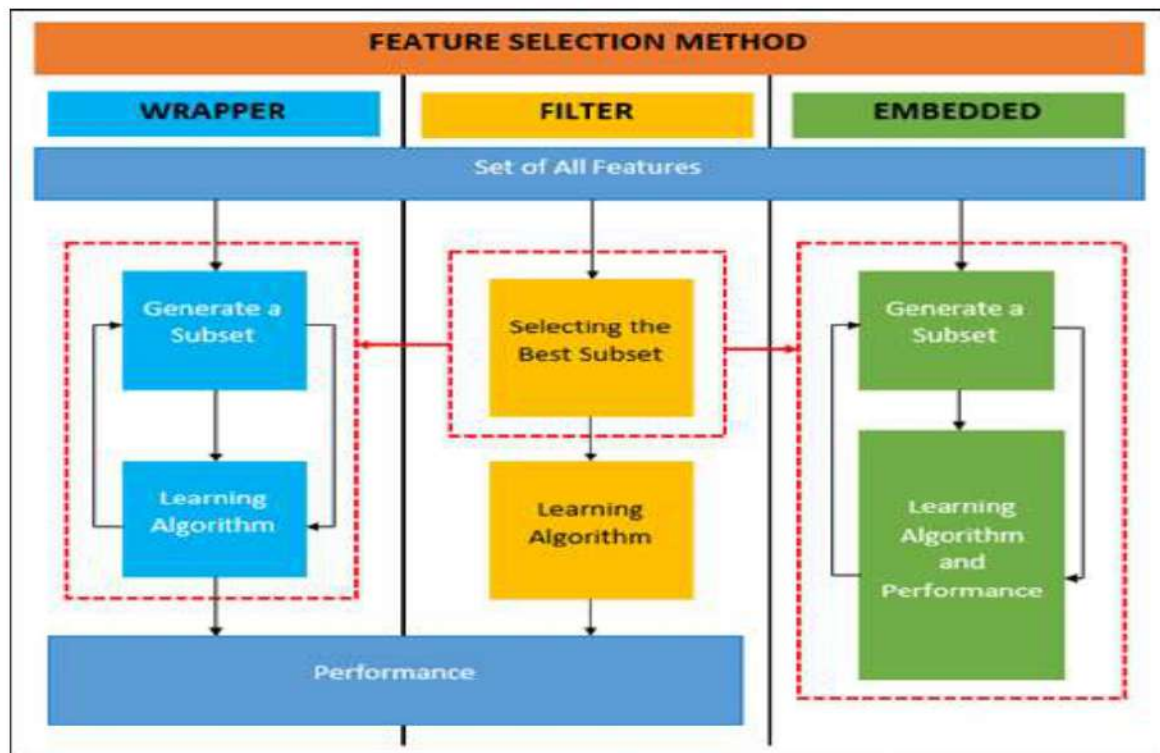 FEATURE SELECTION METHOD
WRAPPER
FILTER
EMBEDDED
Set of All Features
Generate a
Subset
Learning
Algorithm
Selecting the
Best Subset
Learning
Algorithm
Generate a
Subset
Learning
Algorithm
and
Performance
Performance